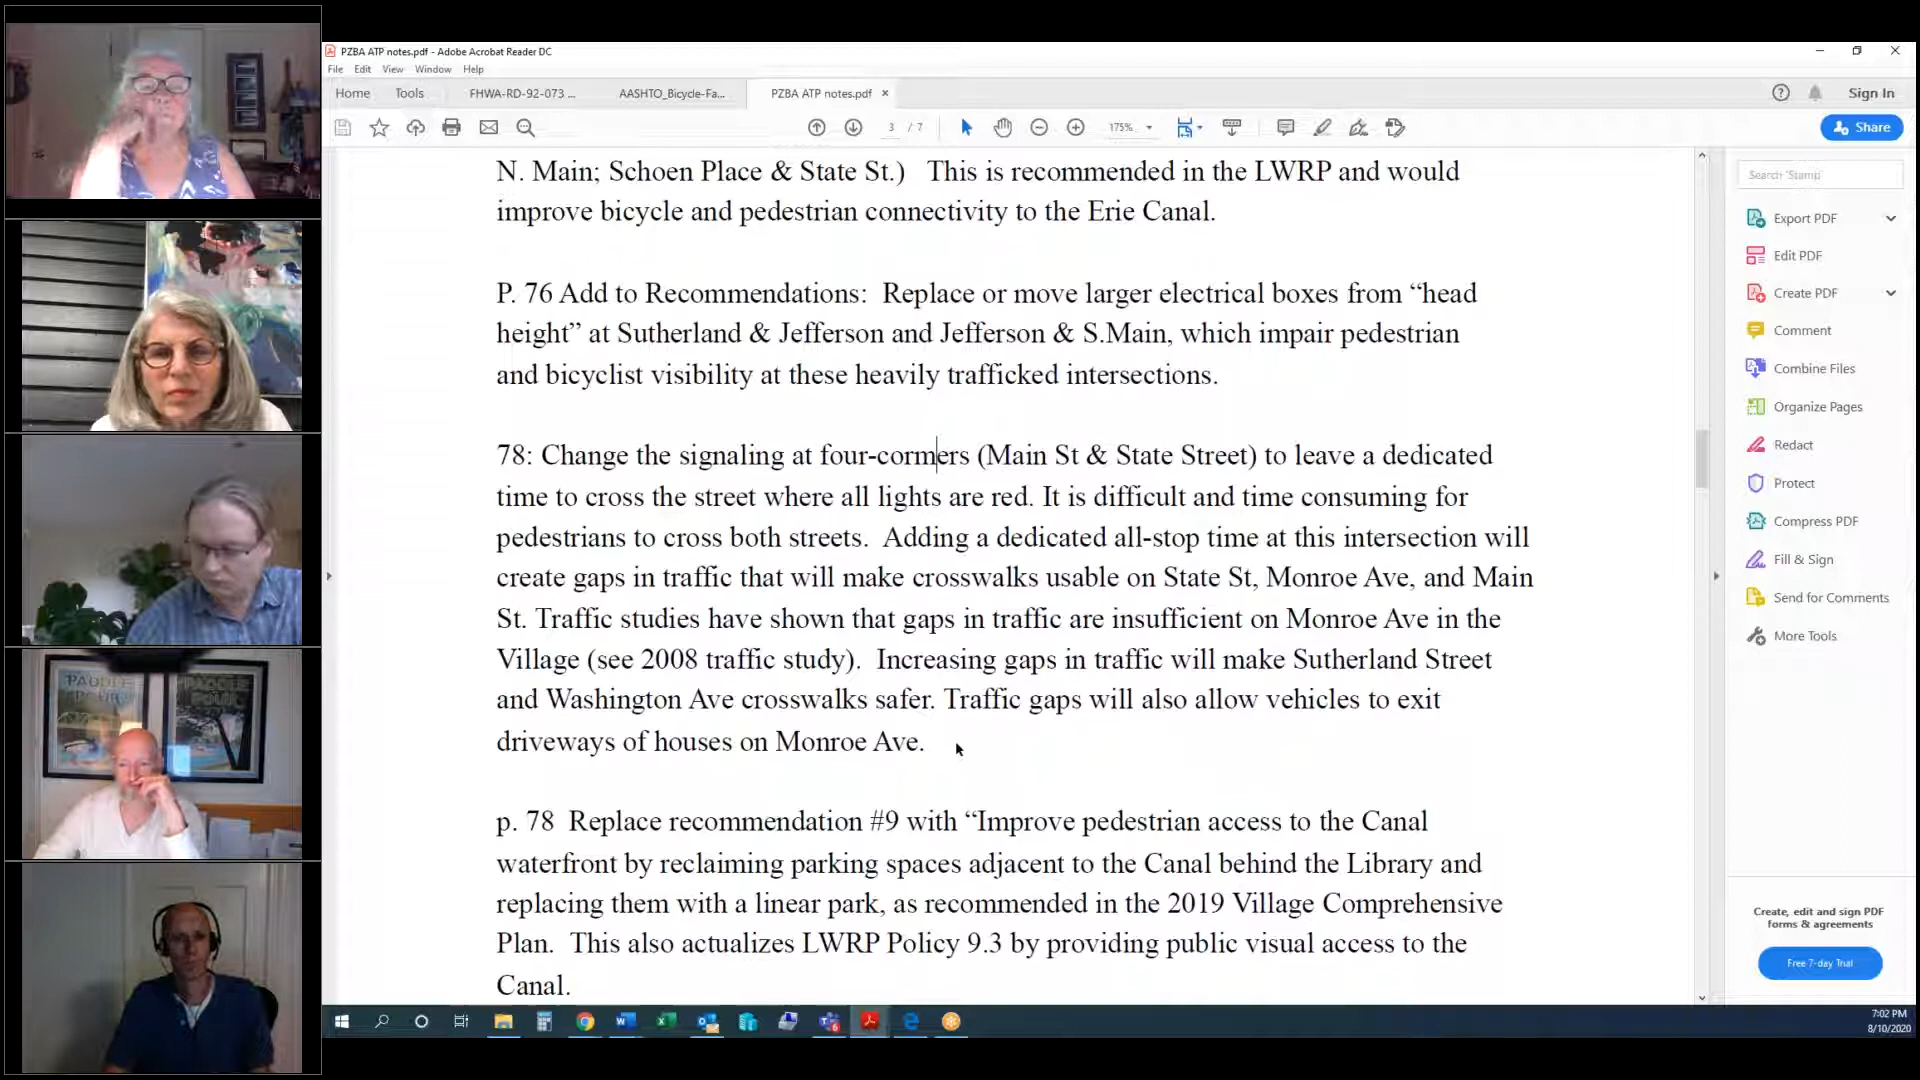 PZBA ATP notes.pdf - Adobe Acrobat Reader DC
File Edit View Window Help
Home Tools FHWA-RD-92-073 ... AASHTO_Bicycle-Fa... PZBA ATP notes.pdf × Sign In
3 / 7 175% Share
N. Main; Schoen Place & State St.) This is recommended in the LWRP and would
improve bicycle and pedestrian connectivity to the Erie Canal.
P. 76 Add to Recommendations: Replace or move larger electrical boxes from “head
height” at Sutherland & Jefferson and Jefferson & S.Main, which impair pedestrian
and bicyclist visibility at these heavily trafficked intersections.
78: Change the signaling at four-cormers (Main St & State Street) to leave a dedicated
time to cross the street where all lights are red. It is difficult and time consuming for
pedestrians to cross both streets. Adding a dedicated all-stop time at this intersection will
create gaps in traffic that will make crosswalks usable on State St, Monroe Ave, and Main
St. Traffic studies have shown that gaps in traffic are insufficient on Monroe Ave in the
Village (see 2008 traffic study). Increasing gaps in traffic will make Sutherland Street
and Washington Ave crosswalks safer. Traffic gaps will also allow vehicles to exit
driveways of houses on Monroe Ave.
p. 78 Replace recommendation #9 with “Improve pedestrian access to the Canal
waterfront by reclaiming parking spaces adjacent to the Canal behind the Library and
replacing them with a linear park, as recommended in the 2019 Village Comprehensive
Plan. This also actualizes LWRP Policy 9.3 by providing public visual access to the
Canal.
Search 'Stamp'
Export PDF
Edit PDF
Create PDF
Comment
Combine Files
Organize Pages
Redact
Protect
Compress PDF
Fill & Sign
Send for Comments
More Tools
Create, edit and sign PDF
forms & agreements
Free 7-day Trial
7:02 PM
8/10/2020